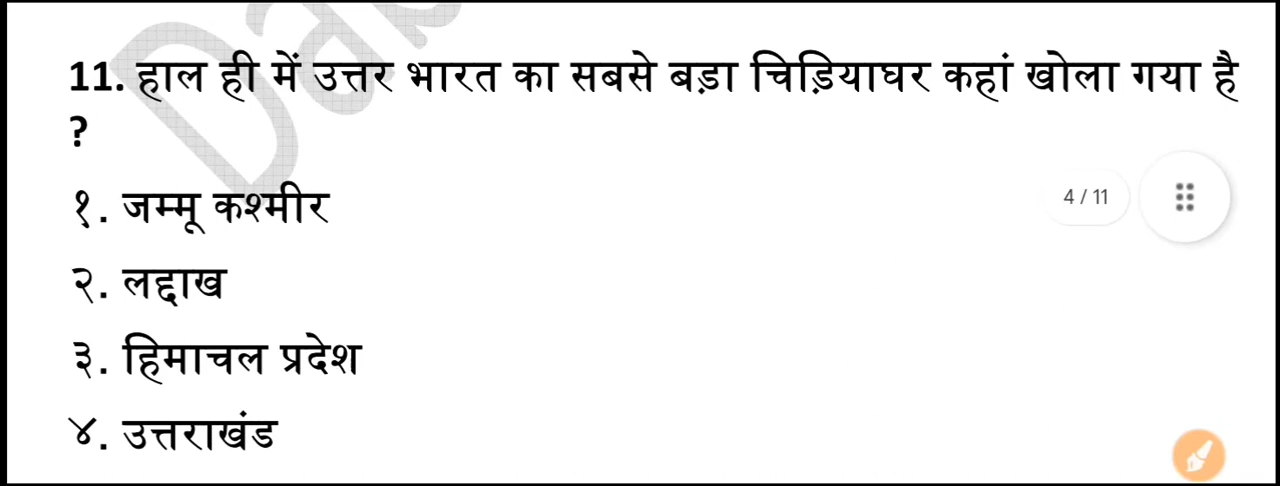 11. हाल ही में उत्तर भारत का सबसे बड़ा चिड़ियाघर कहां खोला गया है
?
१. जम्मू कश्मीर
4 / 11
२. लद्दाख
३. हिमाचल प्रदेश
४. उत्तराखंड